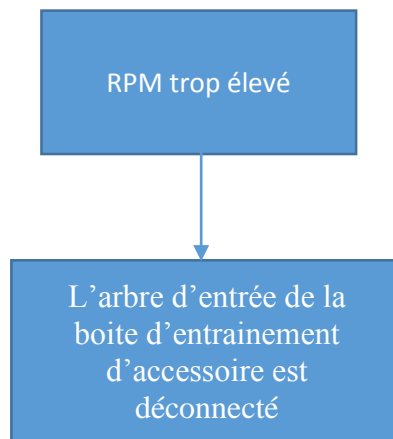 RPM trop élevé
L’arbre d’entrée de la
boite d’entrainement
d’accessoire est
déconnecté